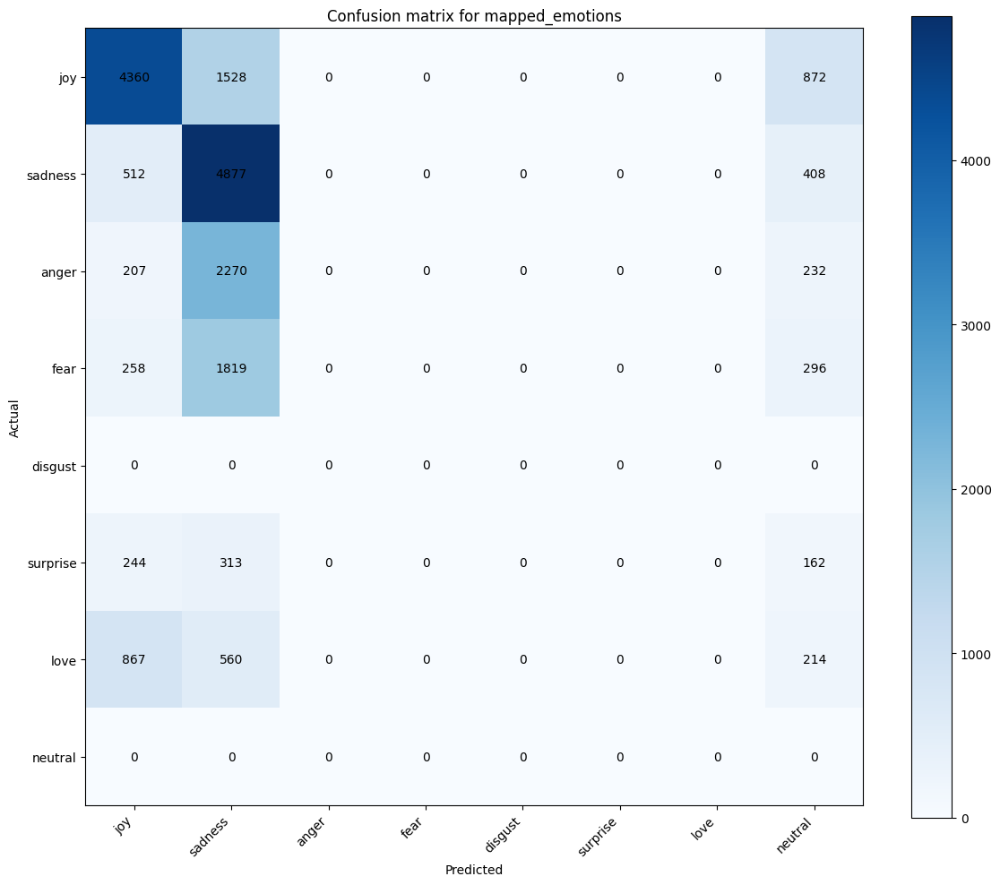 Confusion matrix for mapped_emotions
joy 4360 1528 0 0 0 0 0 872
sadness 512 4877 0 0 0 0 0 408
anger 207 2270 0 0 0 0 0 232
fear 258 1819 0 0 0 0 0 296
disgust 0 0 0 0 0 0 0 0
surprise 244 313 0 0 0 0 0 162
love 867 560 0 0 0 0 0 214
neutral 0 0 0 0 0 0 0 0
Actual
joy sadness anger fear disgust surprise love neutral
Predicted
4000
3000
2000
1000
0